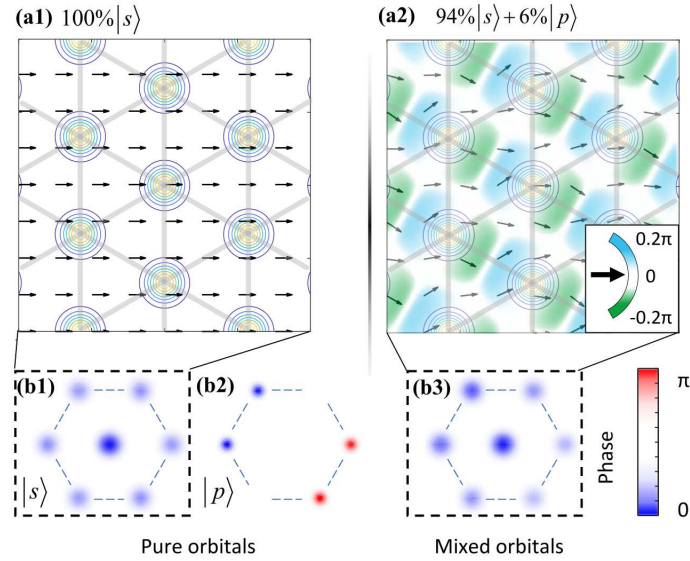 (a1) 100%|s⟩
(a2) 94%|s⟩+6%|p⟩
0.2π
0
-0.2π
(b1)
(b2)
(b3)
|s⟩
|p⟩
π
Phase
0
Pure orbitals
Mixed orbitals